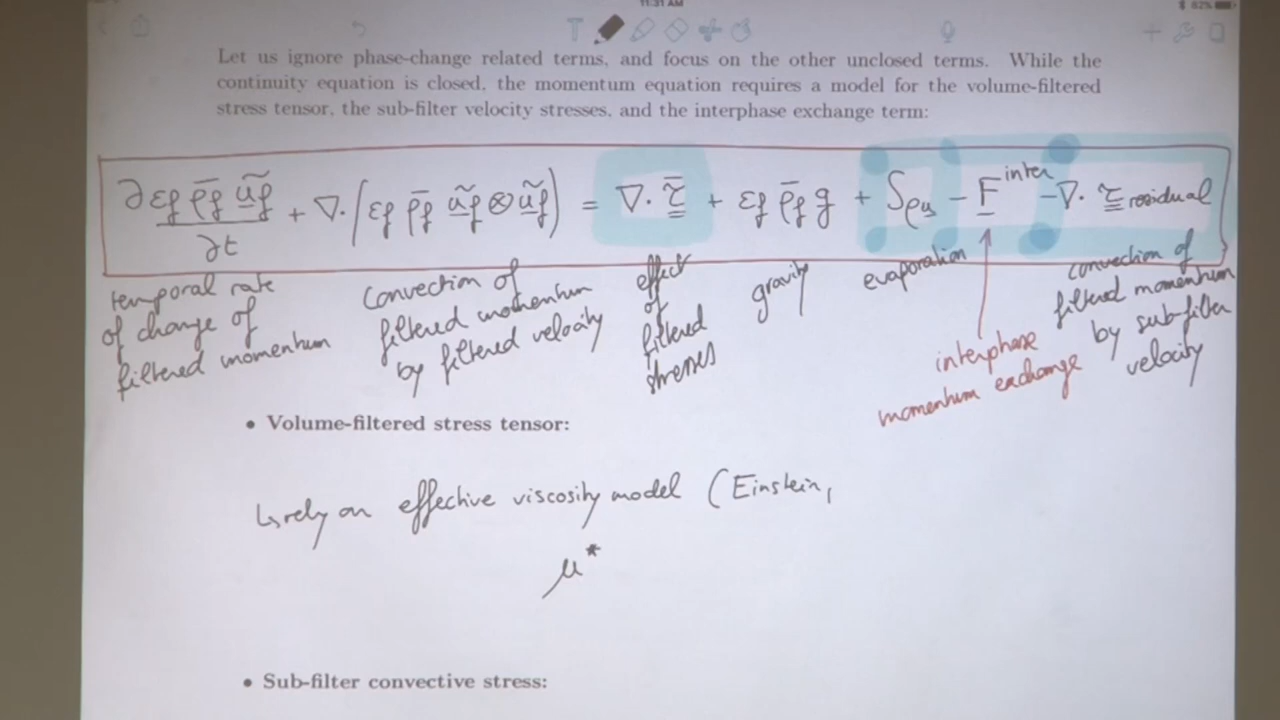 11:31 AM
82%
Let us ignore phase-change related terms, and focus on the other unclosed terms. While the
continuity equation is closed, the momentum equation requires a model for the volume-filtered
stress tensor, the sub-filter velocity stresses, and the interphase exchange term:
∂ εf ρ̄f ũf / ∂t + ∇·(εf ρ̄f ũf ⊗ ũf) = ∇·τ̄ + εf ρ̄f g + Sρu − F^inter − ∇·τ residual
temporal rate
of change of
filtered momentum
convection of
filtered momentum
by filtered velocity
effect
of
filtered
stresses
gravity
evaporation
interphase
momentum exchange
convection of
filtered momentum
by sub-filter
velocity
• Volume-filtered stress tensor:
↳ rely on effective viscosity model (Einstein,
μ*
• Sub-filter convective stress: